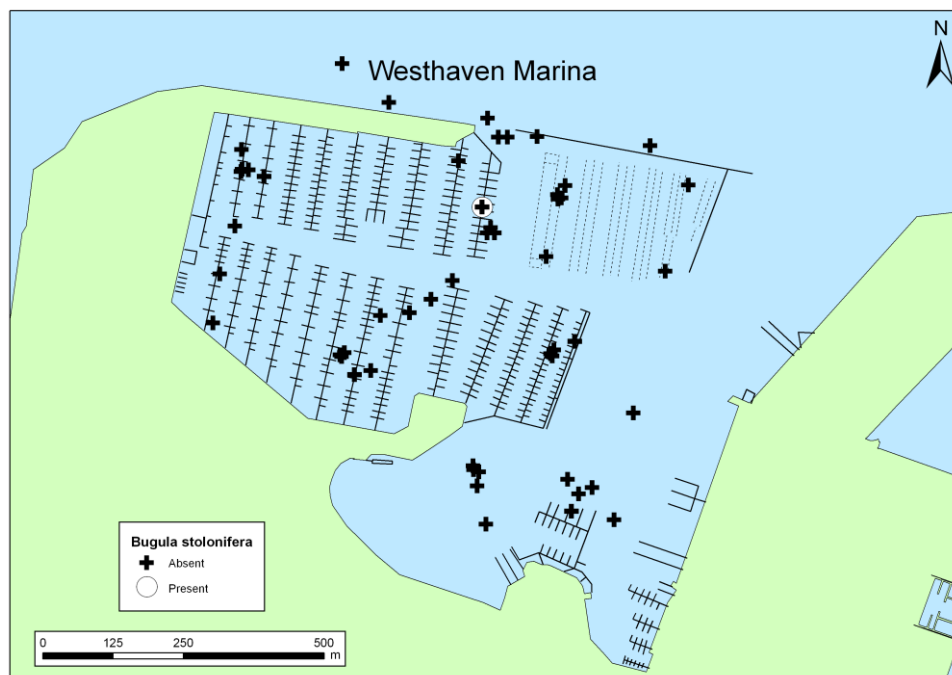 N
Westhaven Marina
Bugula stolonifera
Absent
Present
0 125 250 500
m